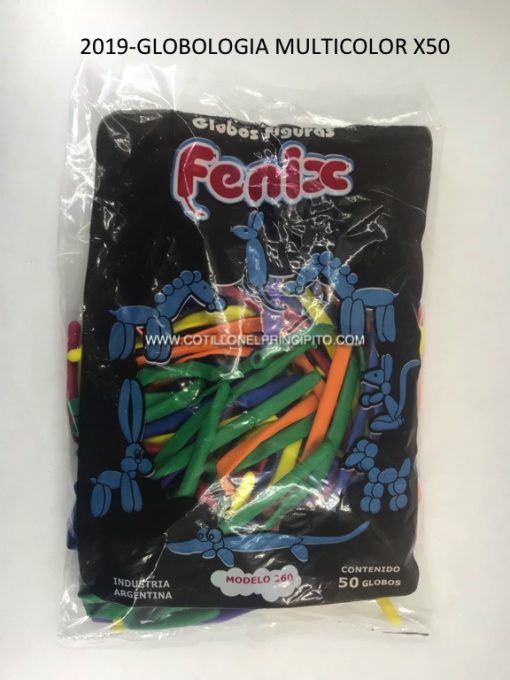 2019-GLOBOLOGIA MULTICOLOR X50
Globos Figuras
Fenix
WWW.COTILLONELPRINCIPITO.COM
MODELO 260
INDUSTRIA
ARGENTINA
CONTENIDO
50 GLOBOS